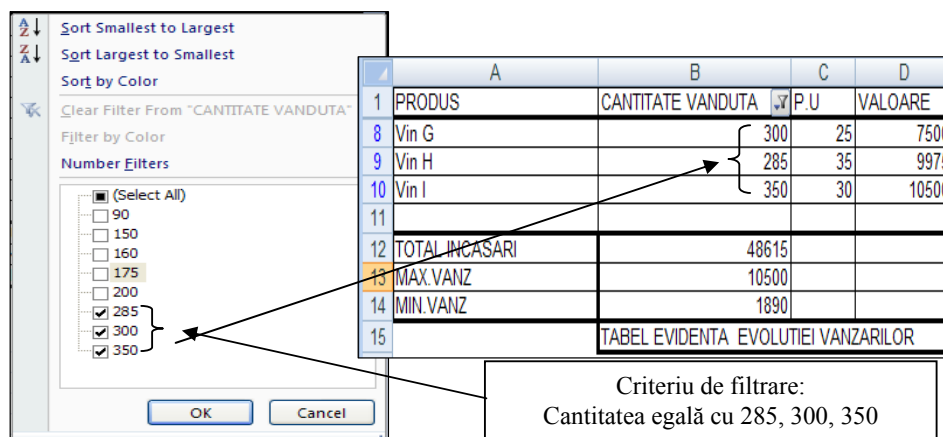 Sort Smallest to Largest
Sort Largest to Smallest
Sort by Color
Clear Filter From "CANTITATE VANDUTA"
Filter by Color
Number Filters
(Select All)
90
150
160
175
200
285
300
350
OK
Cancel
A B C D
1 PRODUS CANTITATE VANDUTA P.U VALOARE
8 Vin G 300 25 7500
9 Vin H 285 35 9975
10 Vin I 350 30 10500
11
12 TOTAL INCASARI 48615
13 MAX.VANZ 10500
14 MIN.VANZ 1890
15 TABEL EVIDENTA EVOLUTIEI VANZARILOR
Criteriu de filtrare:
Cantitatea egală cu 285, 300, 350